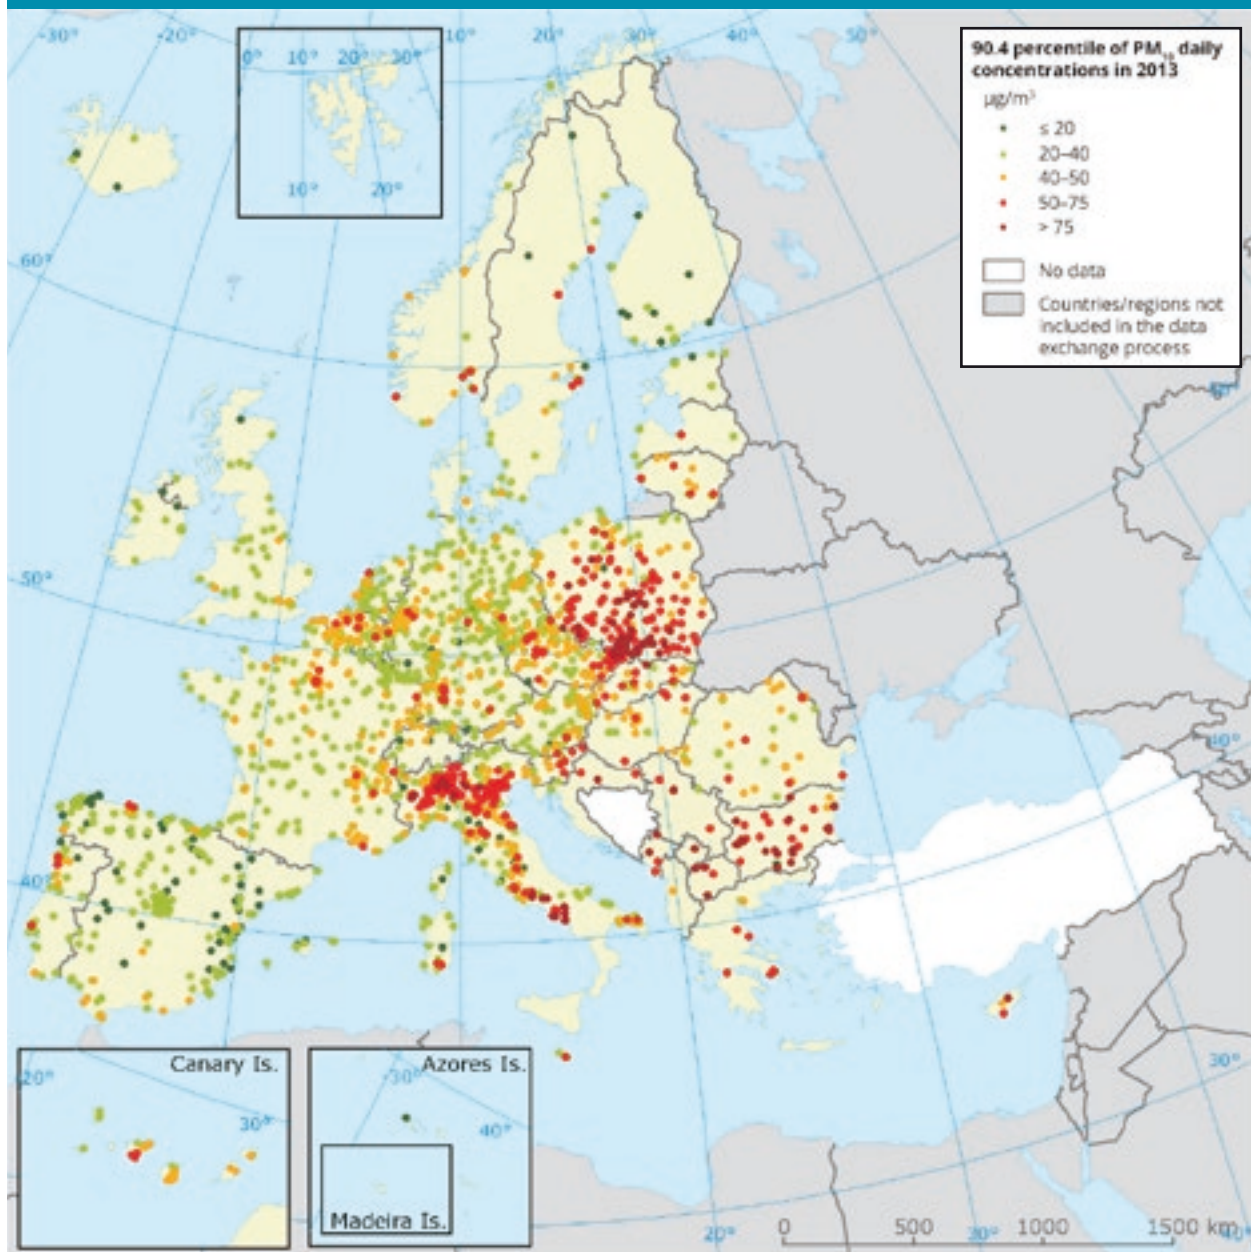 -30°
-20°
10°
20°
30°
40°
50°
0° 10° 20° 30°
10° 20°
90.4 percentile of PM₁₀ daily
concentrations in 2013
µg/m³
≤ 20
20–40
40–50
50–75
> 75
No data
Countries/regions not
included in the data
exchange process
60°
50°
50°
40°
40°
30°
Canary Is.
20°
30°
Azores Is.
-30°
40°
Madeira Is.
0 500 1000 1500 km
20° 30° 40°